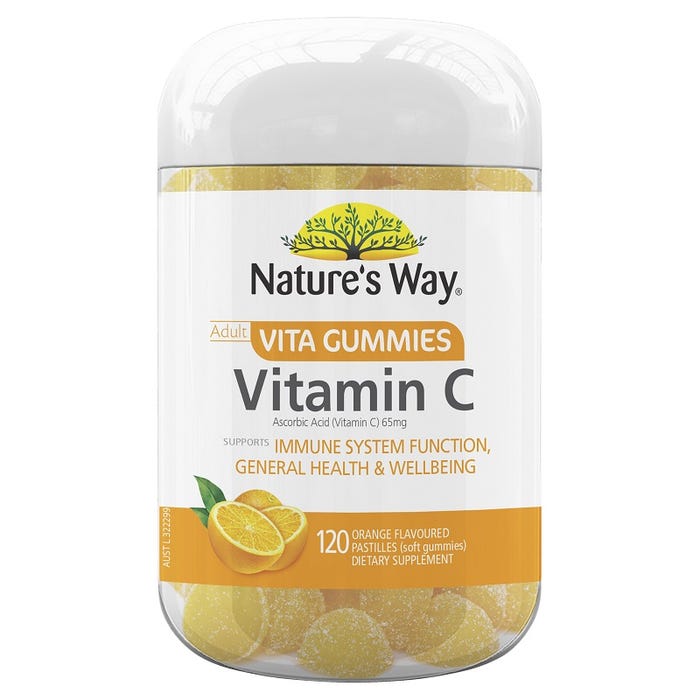 Nature's Way®
Adult VITA GUMMIES
Vitamin C
Ascorbic Acid (Vitamin C) 65mg
SUPPORTS IMMUNE SYSTEM FUNCTION,
GENERAL HEALTH & WELLBEING
120 ORANGE FLAVOURED
PASTILLES (soft gummies)
DIETARY SUPPLEMENT
AUST L 322299